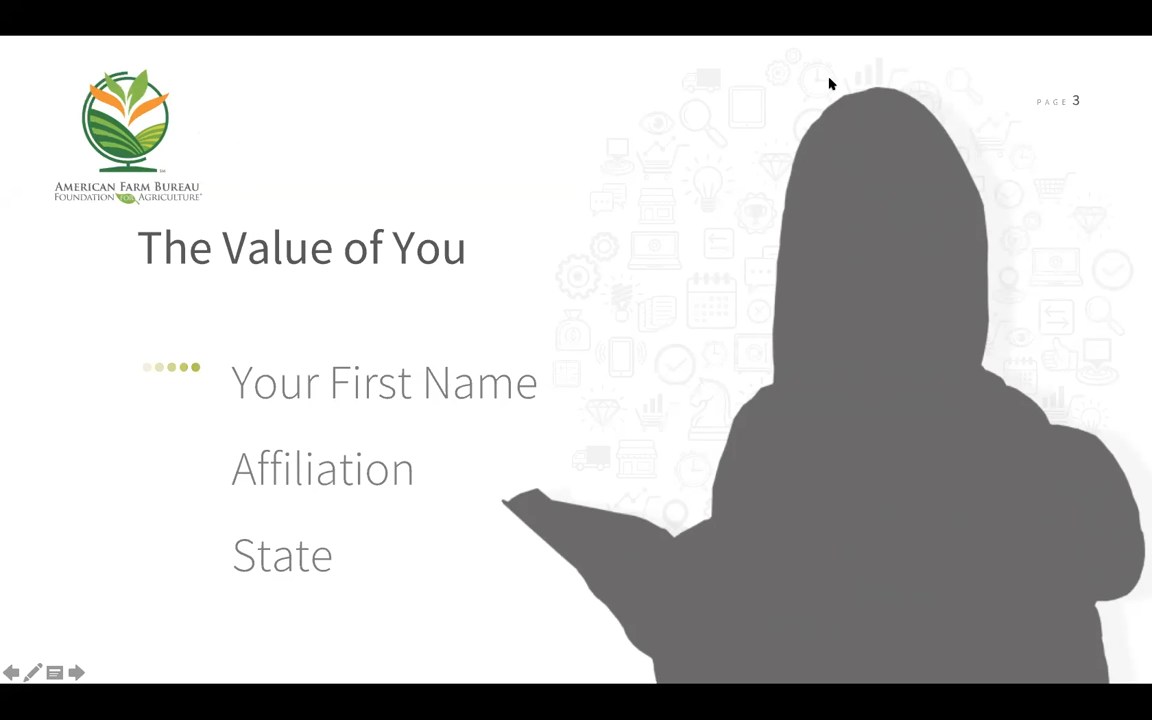 PAGE 3
AMERICAN FARM BUREAU
FOUNDATION FOR AGRICULTURE
The Value of You
Your First Name
Affiliation
State